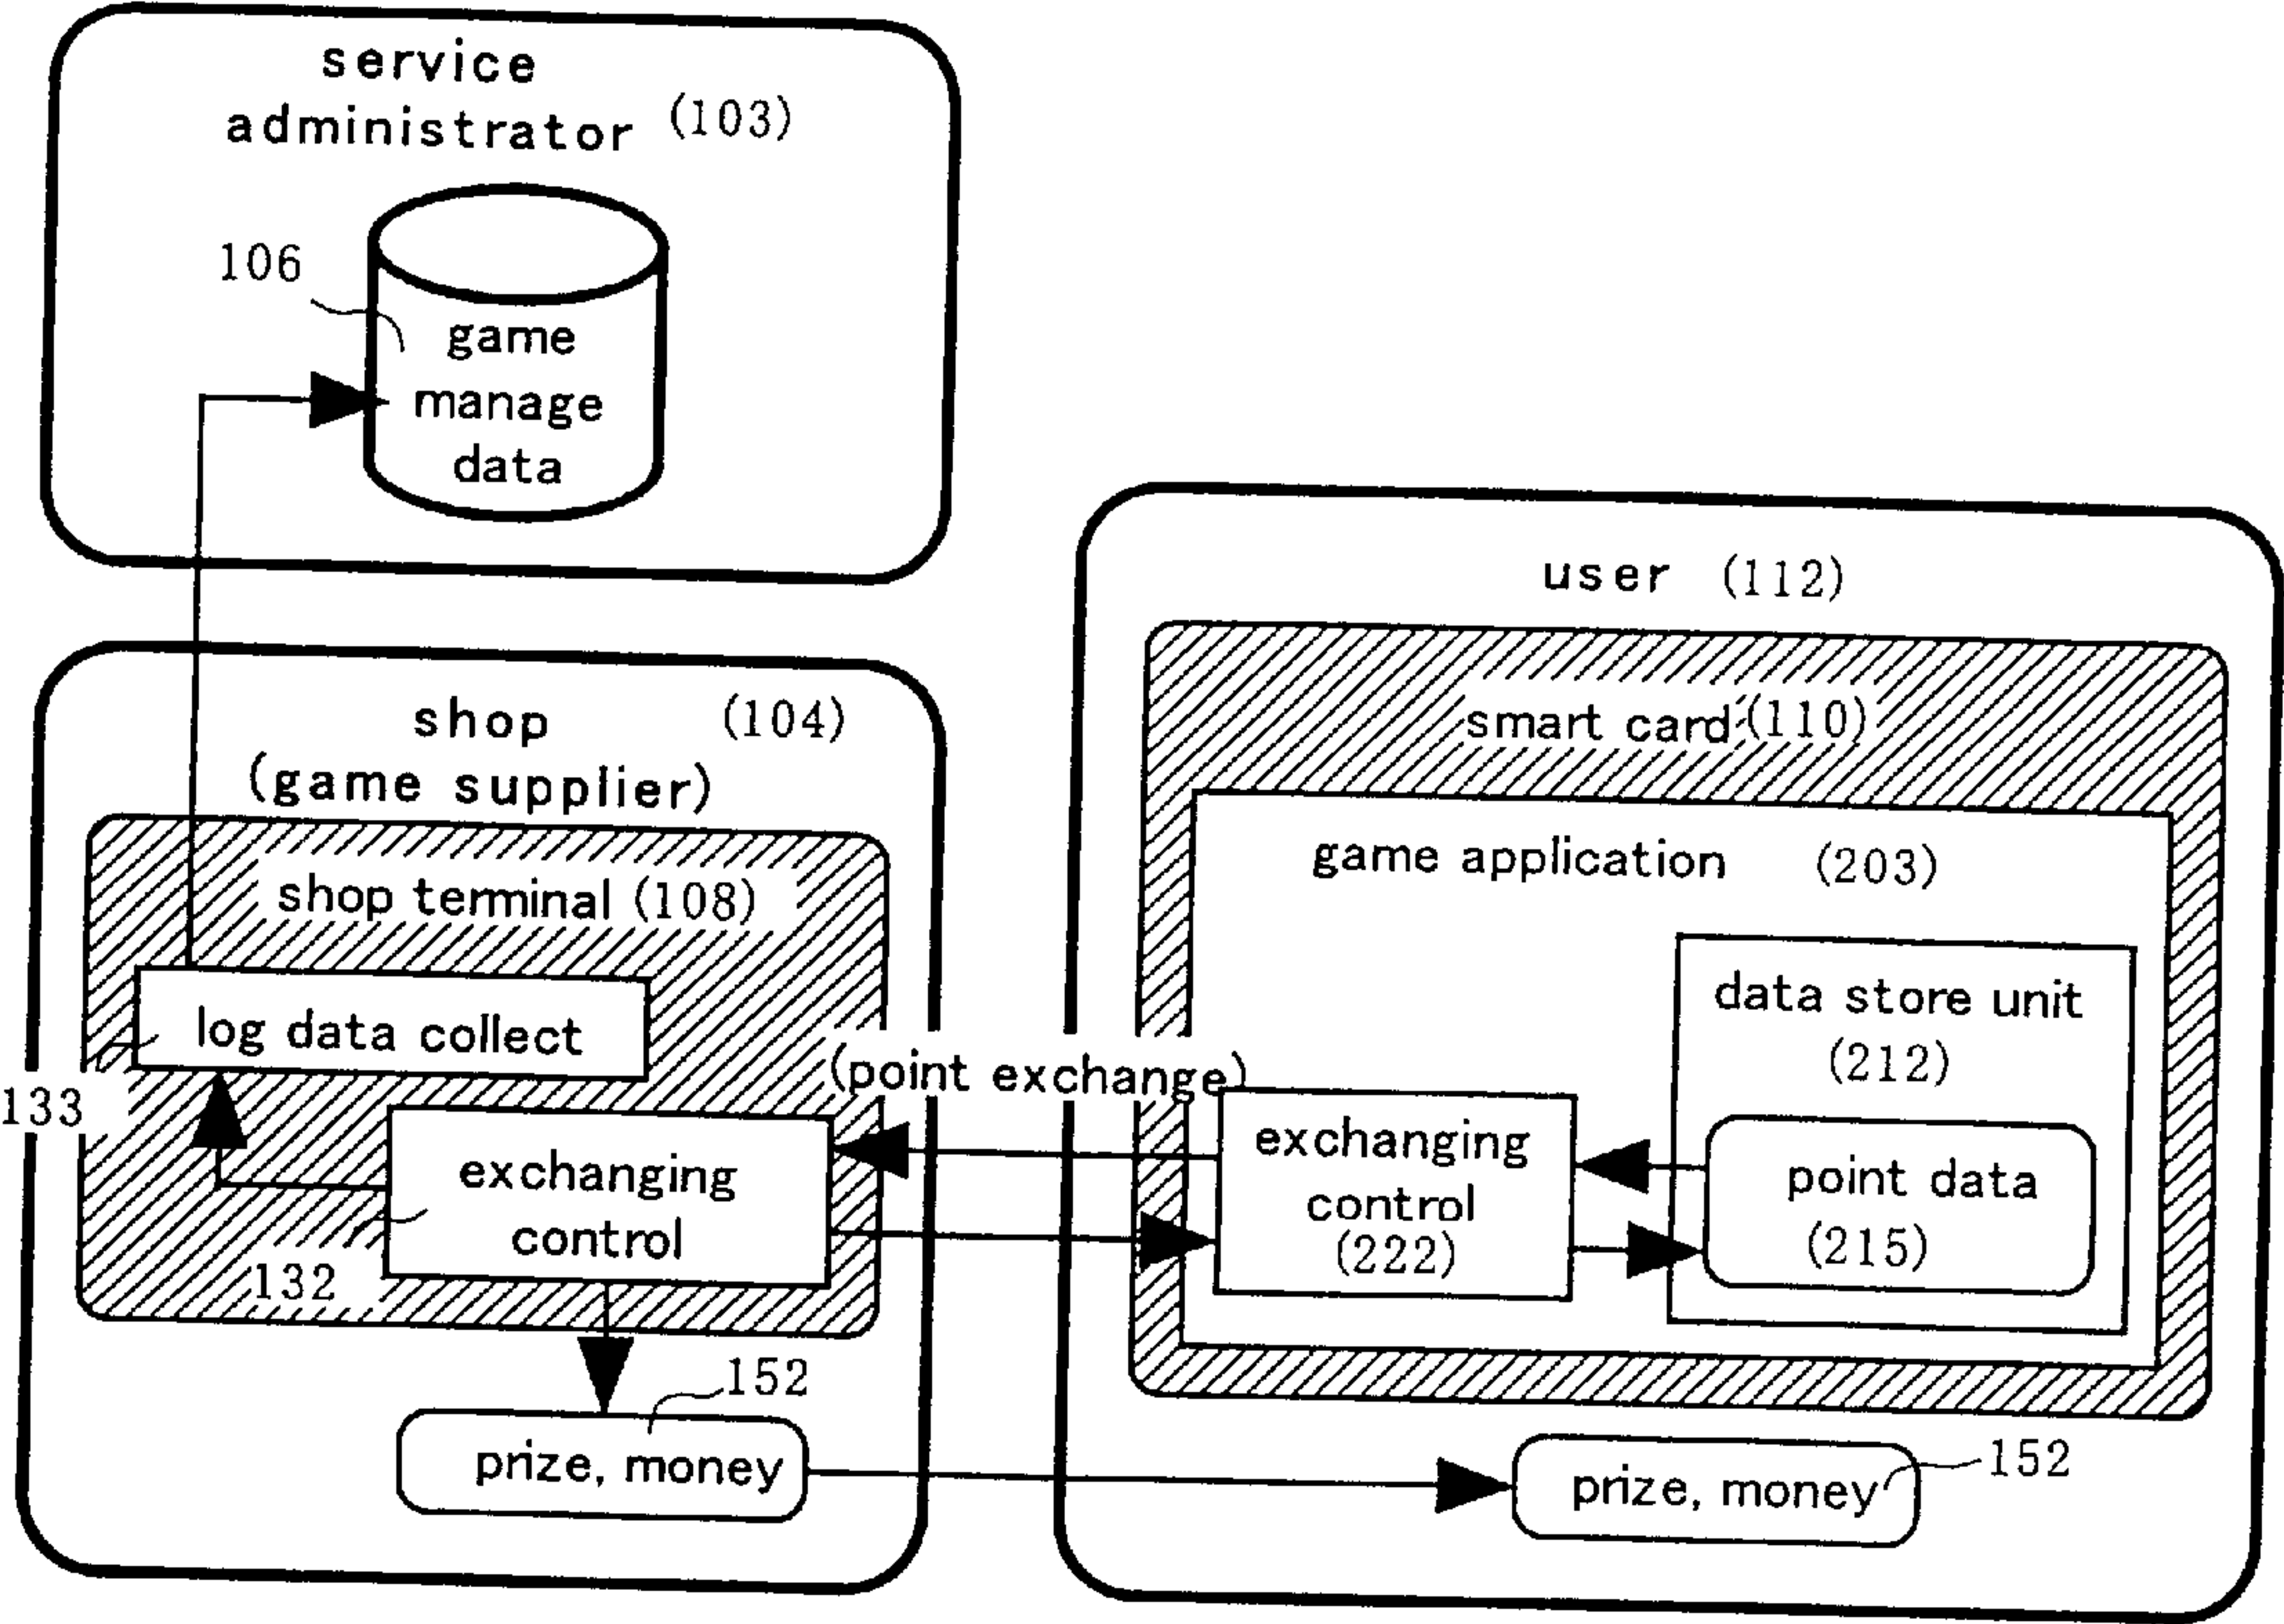 service
administrator (103)
106
game
manage
data
user (112)
smart card (110)
shop (104)
(game supplier)
game application (203)
shop terminal (108)
data store unit
(212)
log data collect
133
(point exchange)
exchanging
control
132
exchanging
control
(222)
point data
(215)
152
prize, money
prize, money
152